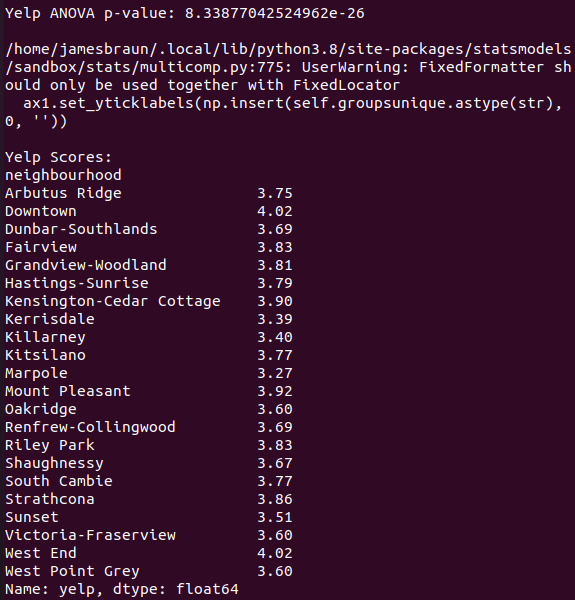 Yelp ANOVA p-value: 8.33877042524962e-26
/home/jamesbraun/.local/lib/python3.8/site-packages/statsmodels
/sandbox/stats/multicomp.py:775: UserWarning: FixedFormatter sh
ould only be used together with FixedLocator
  ax1.set_yticklabels(np.insert(self.groupsunique.astype(str),
0, ''))
Yelp Scores:
neighbourhood
Arbutus Ridge               3.75
Downtown                    4.02
Dunbar-Southlands           3.69
Fairview                    3.83
Grandview-Woodland          3.81
Hastings-Sunrise            3.79
Kensington-Cedar Cottage    3.90
Kerrisdale                  3.39
Killarney                   3.40
Kitsilano                   3.77
Marpole                     3.27
Mount Pleasant              3.92
Oakridge                    3.60
Renfrew-Collingwood         3.69
Riley Park                  3.83
Shaughnessy                 3.67
South Cambie                3.77
Strathcona                  3.86
Sunset                      3.51
Victoria-Fraserview         3.60
West End                    4.02
West Point Grey             3.60
Name: yelp, dtype: float64